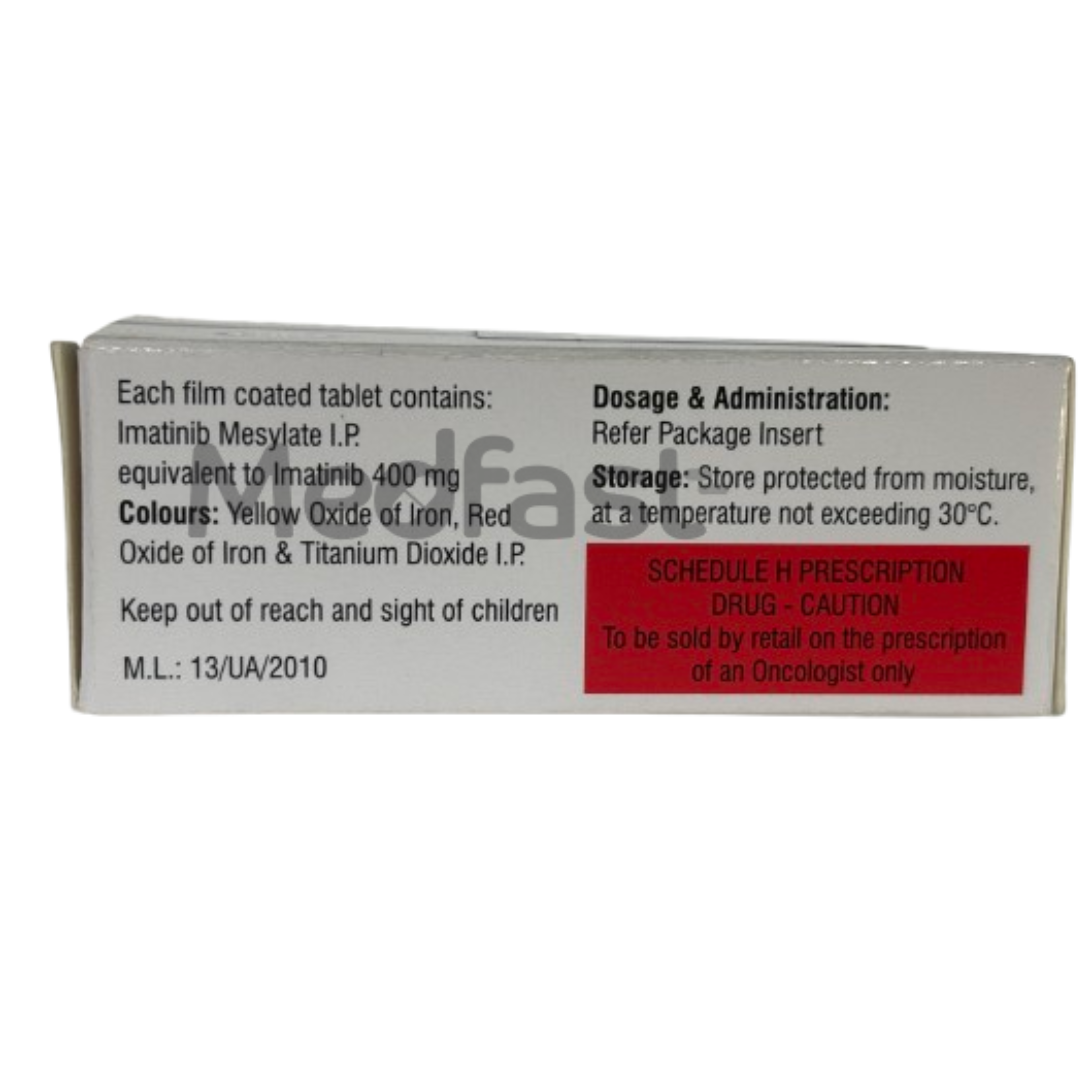 Each film coated tablet contains:
Imatinib Mesylate I.P.
equivalent to Imatinib 400 mg
Colours: Yellow Oxide of Iron, Red
Oxide of Iron & Titanium Dioxide I.P.
Keep out of reach and sight of children
M.L.: 13/UA/2010
Dosage & Administration:
Refer Package Insert
Storage: Store protected from moisture,
at a temperature not exceeding 30°C.
SCHEDULE H PRESCRIPTION
DRUG - CAUTION
To be sold by retail on the prescription
of an Oncologist only
Medfast